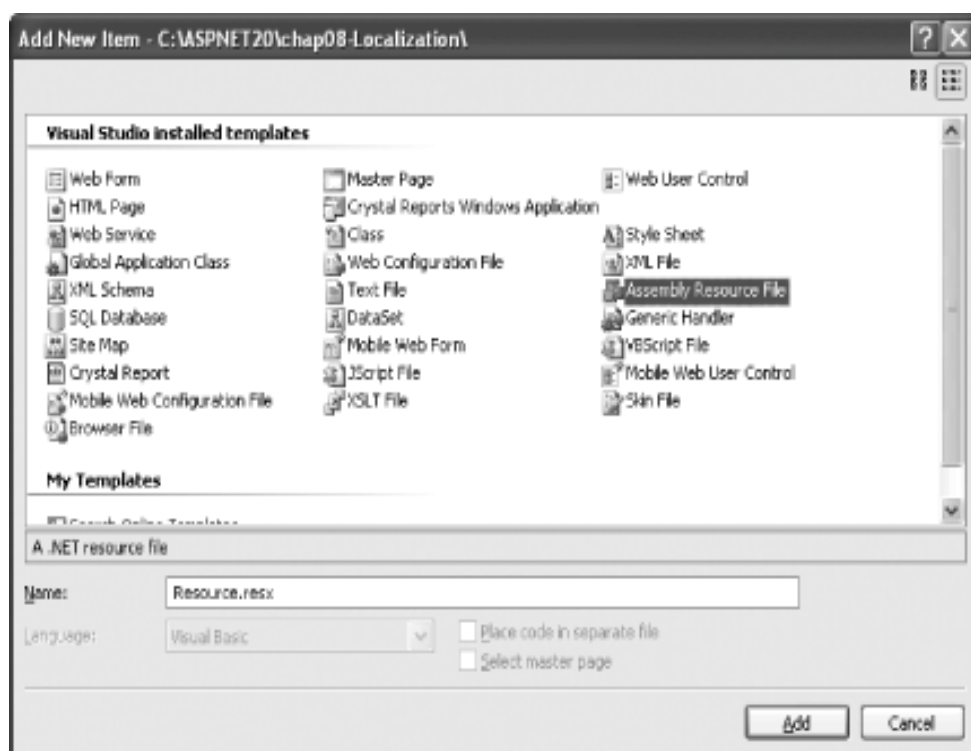 Add New Item - C:\ASPNET20\chap08-Localization\
Visual Studio installed templates
Web Form Master Page Web User Control
HTML Page Crystal Reports Windows Application
Web Service Class Style Sheet
Global Application Class Web Configuration File XML File
XML Schema Text File Assembly Resource File
SQL Database DataSet Generic Handler
Site Map Mobile Web Form VBScript File
Crystal Report JScript File Mobile Web User Control
Mobile Web Configuration File XSLT File Skin File
Browser File
My Templates
Search Online Templates
A .NET resource file
Name: Resource.resx
Language: Visual Basic Place code in separate file
Select master page
Add Cancel